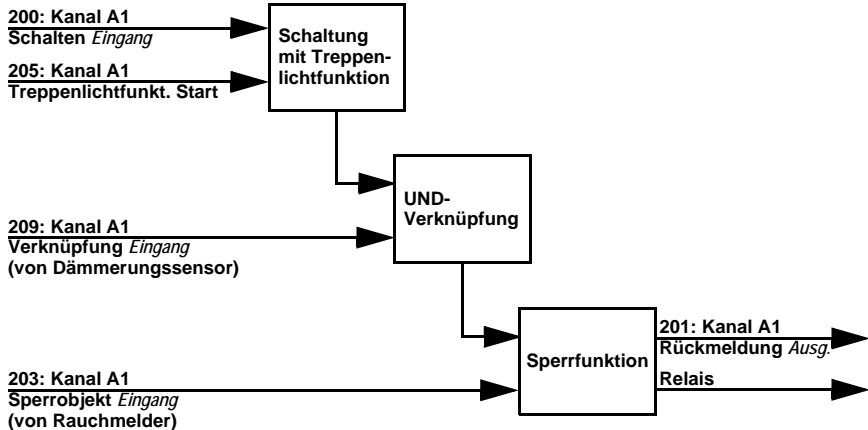 200: Kanal A1
Schalten Eingang
205: Kanal A1
Treppenlichtfunkt. Start
Schaltung
mit Treppen-
lichtfunktion
UND-
Verknüpfung
209: Kanal A1
Verknüpfung Eingang
(von Dämmerungssensor)
Sperrfunktion
201: Kanal A1
Rückmeldung Ausg.
Relais
203: Kanal A1
Sperrobjekt Eingang
(von Rauchmelder)